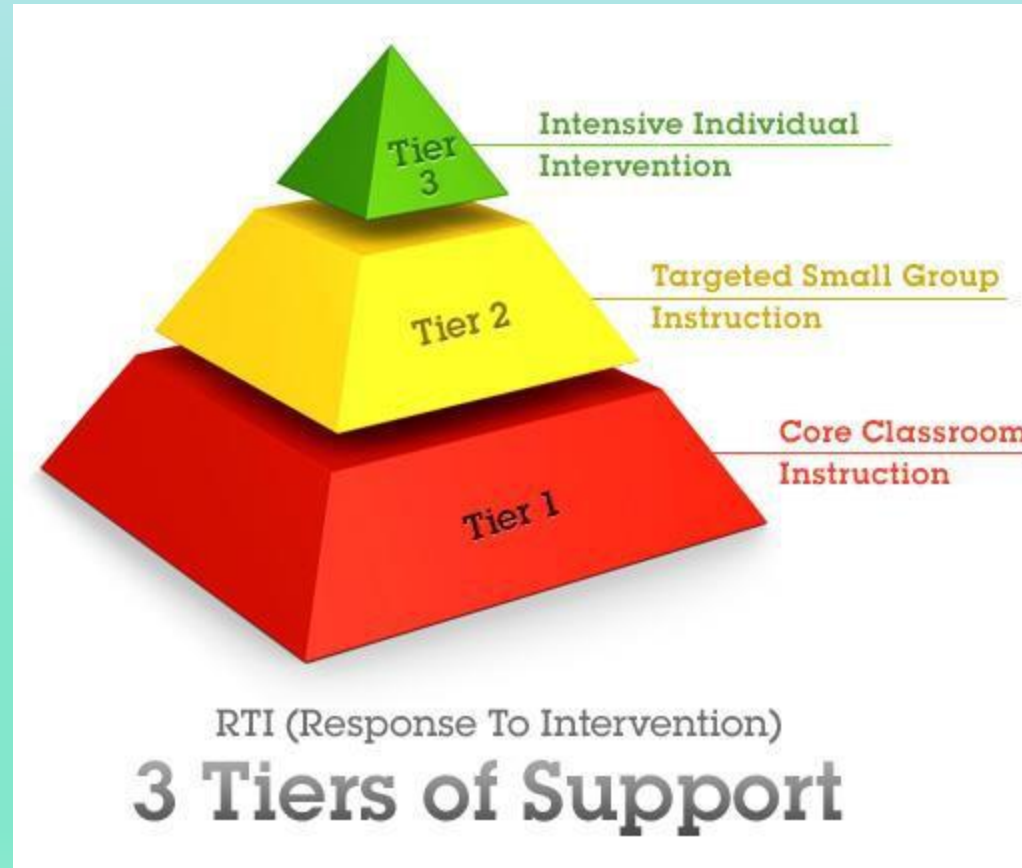 Tier
3
Intensive Individual
Intervention
Tier 2
Targeted Small Group
Instruction
Tier 1
Core Classroom
Instruction
RTI (Response To Intervention)
3 Tiers of Support